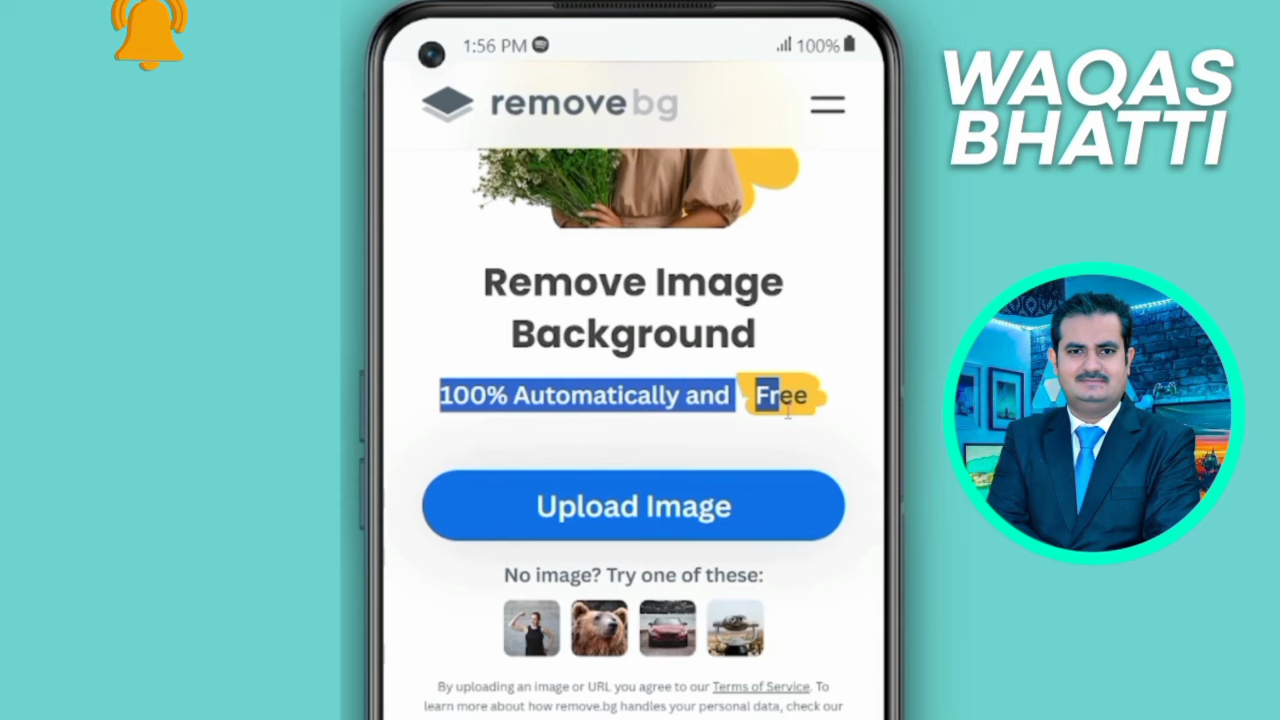 1:56 PM
100%
removebg
WAQAS
BHATTI
Remove Image
Background
100% Automatically and Free
Upload Image
No image? Try one of these:
By uploading an image or URL you agree to our Terms of Service. To
learn more about how remove.bg handles your personal data, check our